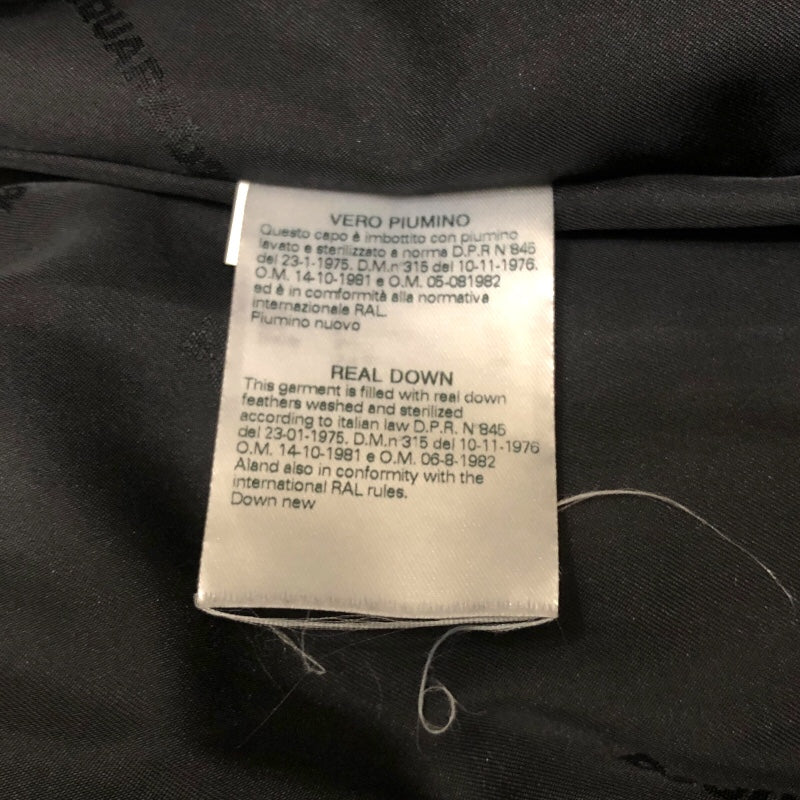 VERO PIUMINO
Questo capo è imbottito con piumino
lavato e sterilizzato a norma D.P.R N 845
del 23-1-1975. D.M.n 315 del 10-11-1976.
O.M. 14-10-1981 e O.M. 05-081982
ed è in conformità alla normativa
internazionale RAL.
Piumino nuovo
REAL DOWN
This garment is filled with real down
feathers washed and sterilized
according to italian law D.P.R. N 845
del 23-01-1975. D.M.n 315 del 10-11-1976
O.M. 14-10-1981 e O.M. 06-8-1982
Aland also in conformity with the
international RAL rules.
Down new